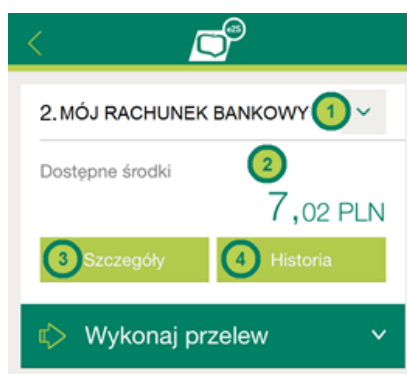 e25
2. MÓJ RACHUNEK BANKOWY 1
Dostępne środki 2
7,02 PLN
3 Szczegóły 4 Historia
Wykonaj przelew